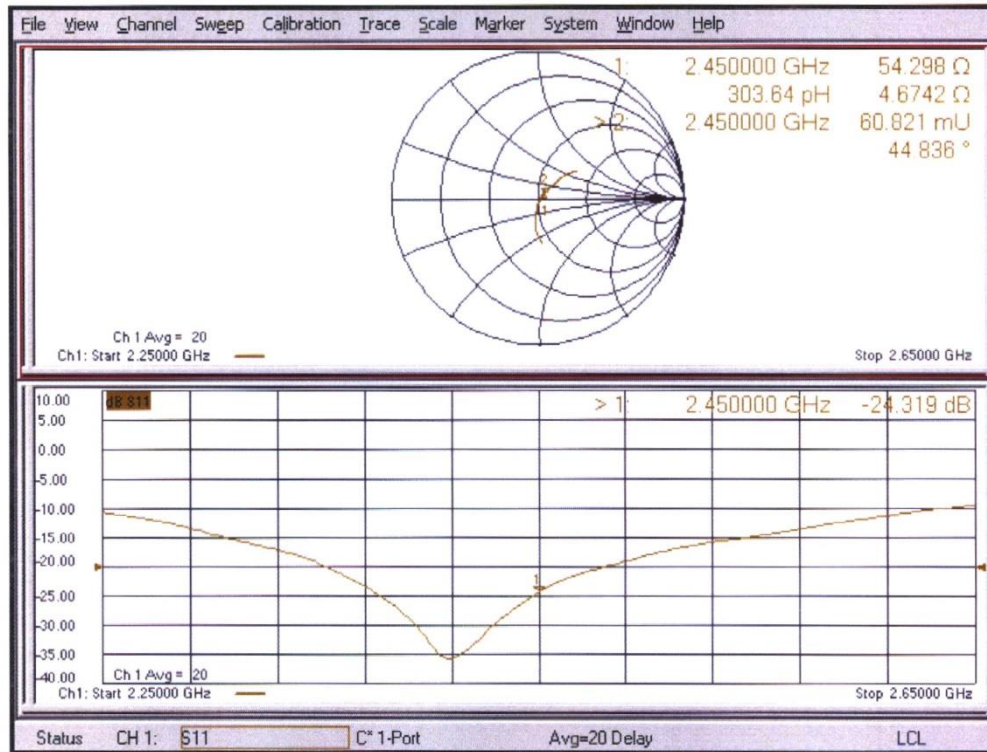 File View Channel Sweep Calibration Trace Scale Marker System Window Help
1: 2.450000 GHz 54.298 Ω
303.64 pH 4.6742 Ω
> 2: 2.450000 GHz 60.821 mU
44.836 °
2
1
Ch 1 Avg = 20
Ch1: Start 2.25000 GHz Stop 2.65000 GHz
10.00 dB S11 > 1: 2.450000 GHz -24.319 dB
5.00
0.00
-5.00
-10.00
-15.00
-20.00
1
-25.00
-30.00
-35.00
-40.00 Ch 1 Avg = 20
Ch1: Start 2.25000 GHz Stop 2.65000 GHz
Status CH 1: S11 C* 1-Port Avg=20 Delay LCL